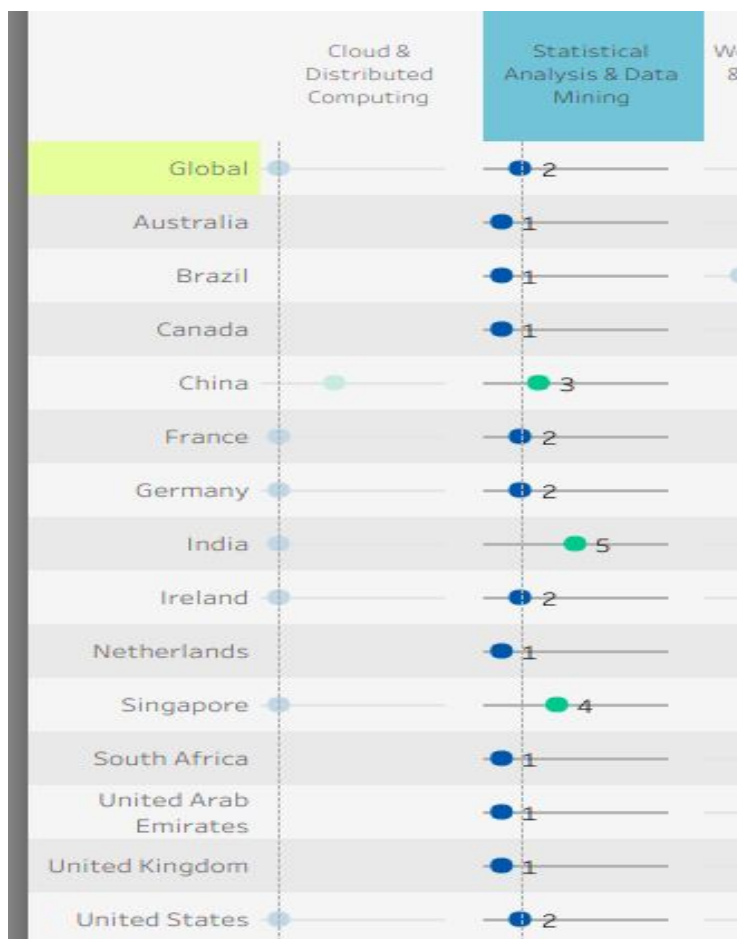 Cloud &
Distributed
Computing
Statistical
Analysis & Data
Mining
&
Global 2
Australia 1
Brazil 1
Canada 1
China 3
France 2
Germany 2
India 5
Ireland 2
Netherlands 1
Singapore 4
South Africa 1
United Arab
Emirates 1
United Kingdom 1
United States 2